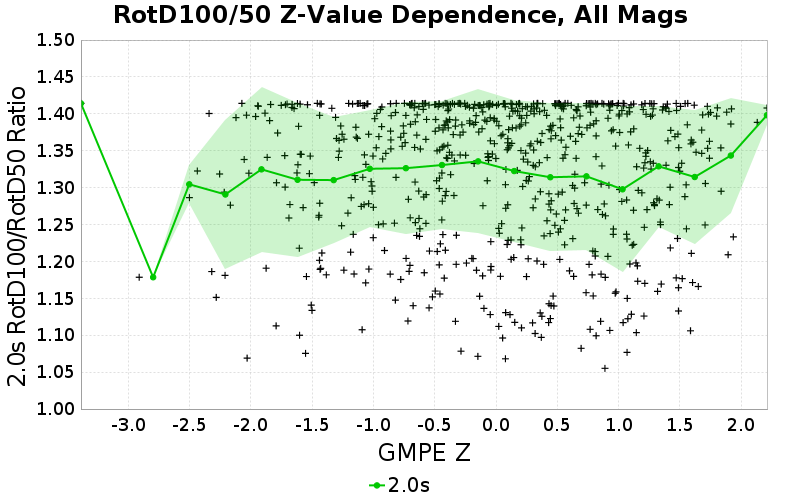 RotD100/50 Z-Value Dependence, All Mags
2.0s RotD100/RotD50 Ratio
1.50
1.45
1.40
1.35
1.30
1.25
1.20
1.15
1.10
1.05
1.00
-3.0 -2.5 -2.0 -1.5 -1.0 -0.5 0.0 0.5 1.0 1.5 2.0
GMPE Z
2.0s